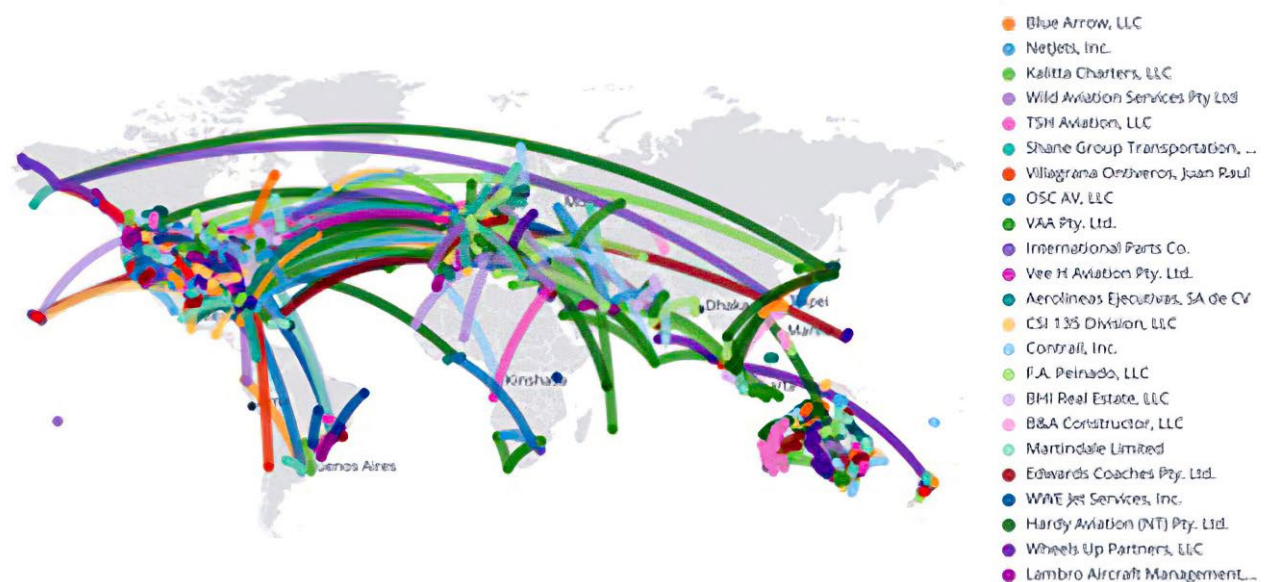 Blue Arrow, LLC
NetJets, Inc.
Kalitta Charters, LLC
Wild Aviation Services Pty Ltd
TSH Aviation, LLC
Shane Group Transportation, ...
Villagrana Ontiveros, Juan Raul
OSC AV, LLC
VAA Pty. Ltd.
International Parts Co.
Vee H Aviation Pty. Ltd.
Aerolineas Ejecutivas, SA de CV
CSI 135 Division, LLC
Contrail, Inc.
F.A. Peinado, LLC
BMI Real Estate, LLC
B&A Constructor, LLC
Martindale Limited
Edwards Coaches Pty. Ltd.
WWE Jet Services, Inc.
Hardy Aviation (NT) Pty. Ltd.
Wheels Up Partners, LLC
Lambro Aircraft Management...
Dhaka
Kinshasa
enos Aires